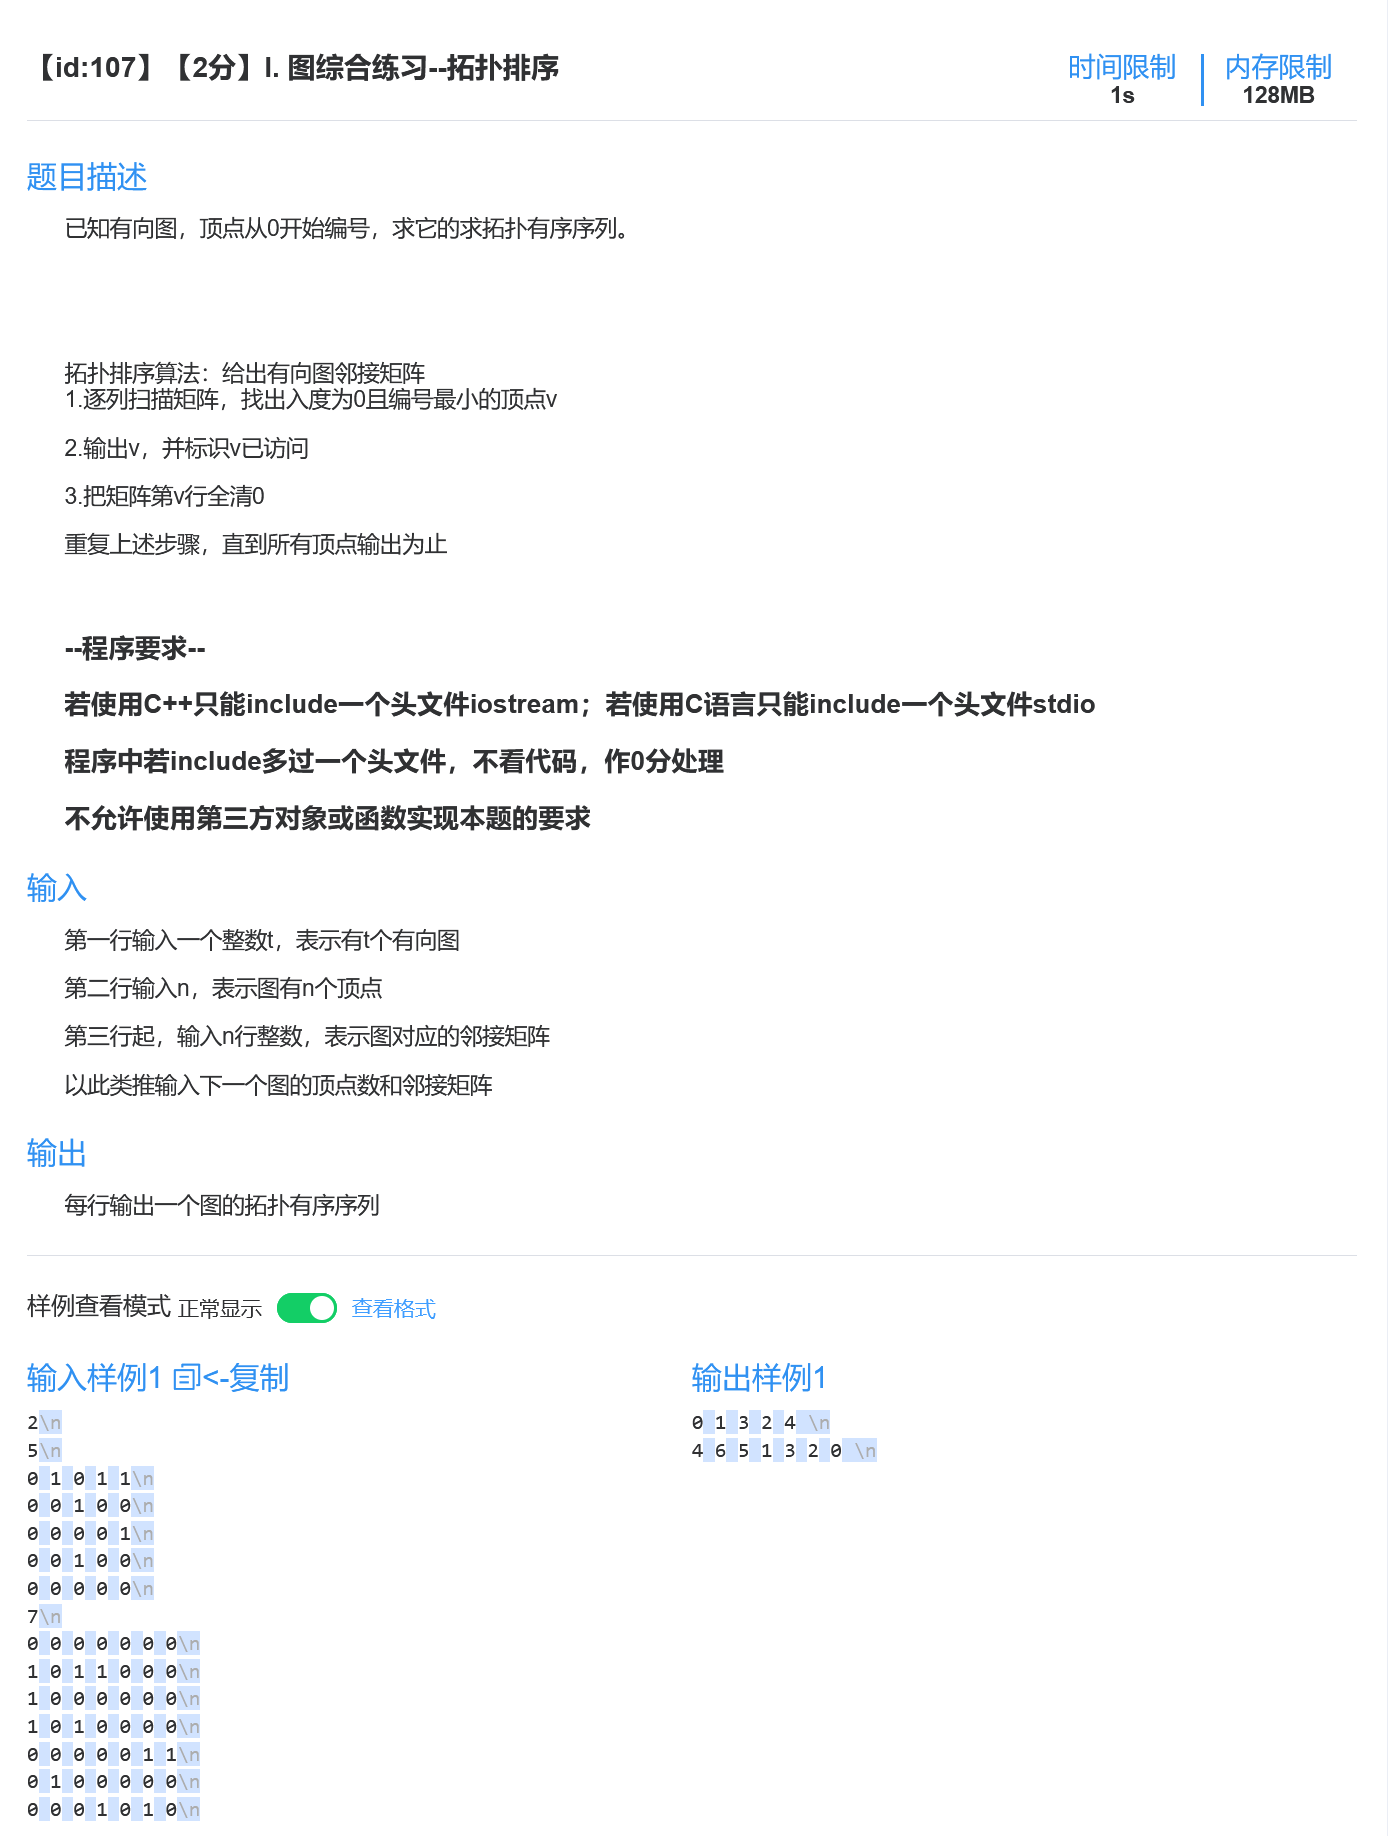 【id:107】【2分】I. 图综合练习--拓扑排序
时间限制
1s
内存限制
128MB
题目描述
已知有向图，顶点从0开始编号，求它的求拓扑有序序列。
拓扑排序算法：给出有向图邻接矩阵
1.逐列扫描矩阵，找出入度为0且编号最小的顶点v
2.输出v，并标识v已访问
3.把矩阵第v行全清0
重复上述步骤，直到所有顶点输出为止
--程序要求--
若使用C++只能include一个头文件iostream；若使用C语言只能include一个头文件stdio
程序中若include多过一个头文件，不看代码，作0分处理
不允许使用第三方对象或函数实现本题的要求
输入
第一行输入一个整数t，表示有t个有向图
第二行输入n，表示图有n个顶点
第三行起，输入n行整数，表示图对应的邻接矩阵
以此类推输入下一个图的顶点数和邻接矩阵
输出
每行输出一个图的拓扑有序序列
样例查看模式 正常显示 查看格式
输入样例1 <-复制
2\n
5\n
0 1 0 1 1\n
0 0 1 0 0\n
0 0 0 0 1\n
0 0 1 0 0\n
0 0 0 0 0\n
7\n
0 0 0 0 0 0 0\n
1 0 1 1 0 0 0\n
1 0 0 0 0 0 0\n
1 0 1 0 0 0 0\n
0 0 0 0 0 1 1\n
0 1 0 0 0 0 0\n
0 0 0 1 0 1 0\n
输出样例1
0 1 3 2 4 \n
4 6 5 1 3 2 0 \n